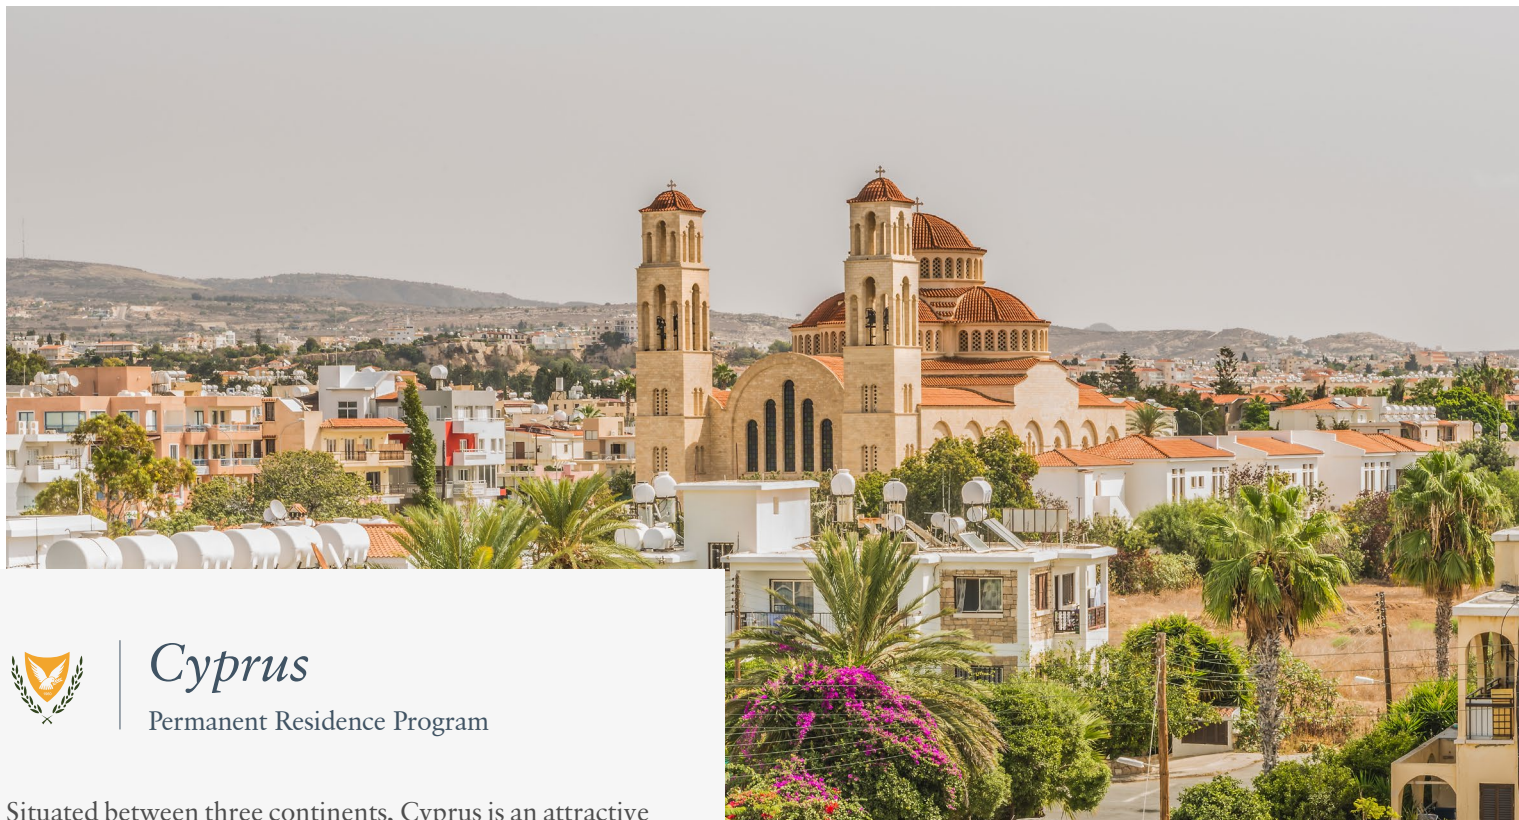 Cyprus
Permanent Residence Program
Situated between three continents, Cyprus is an attractive